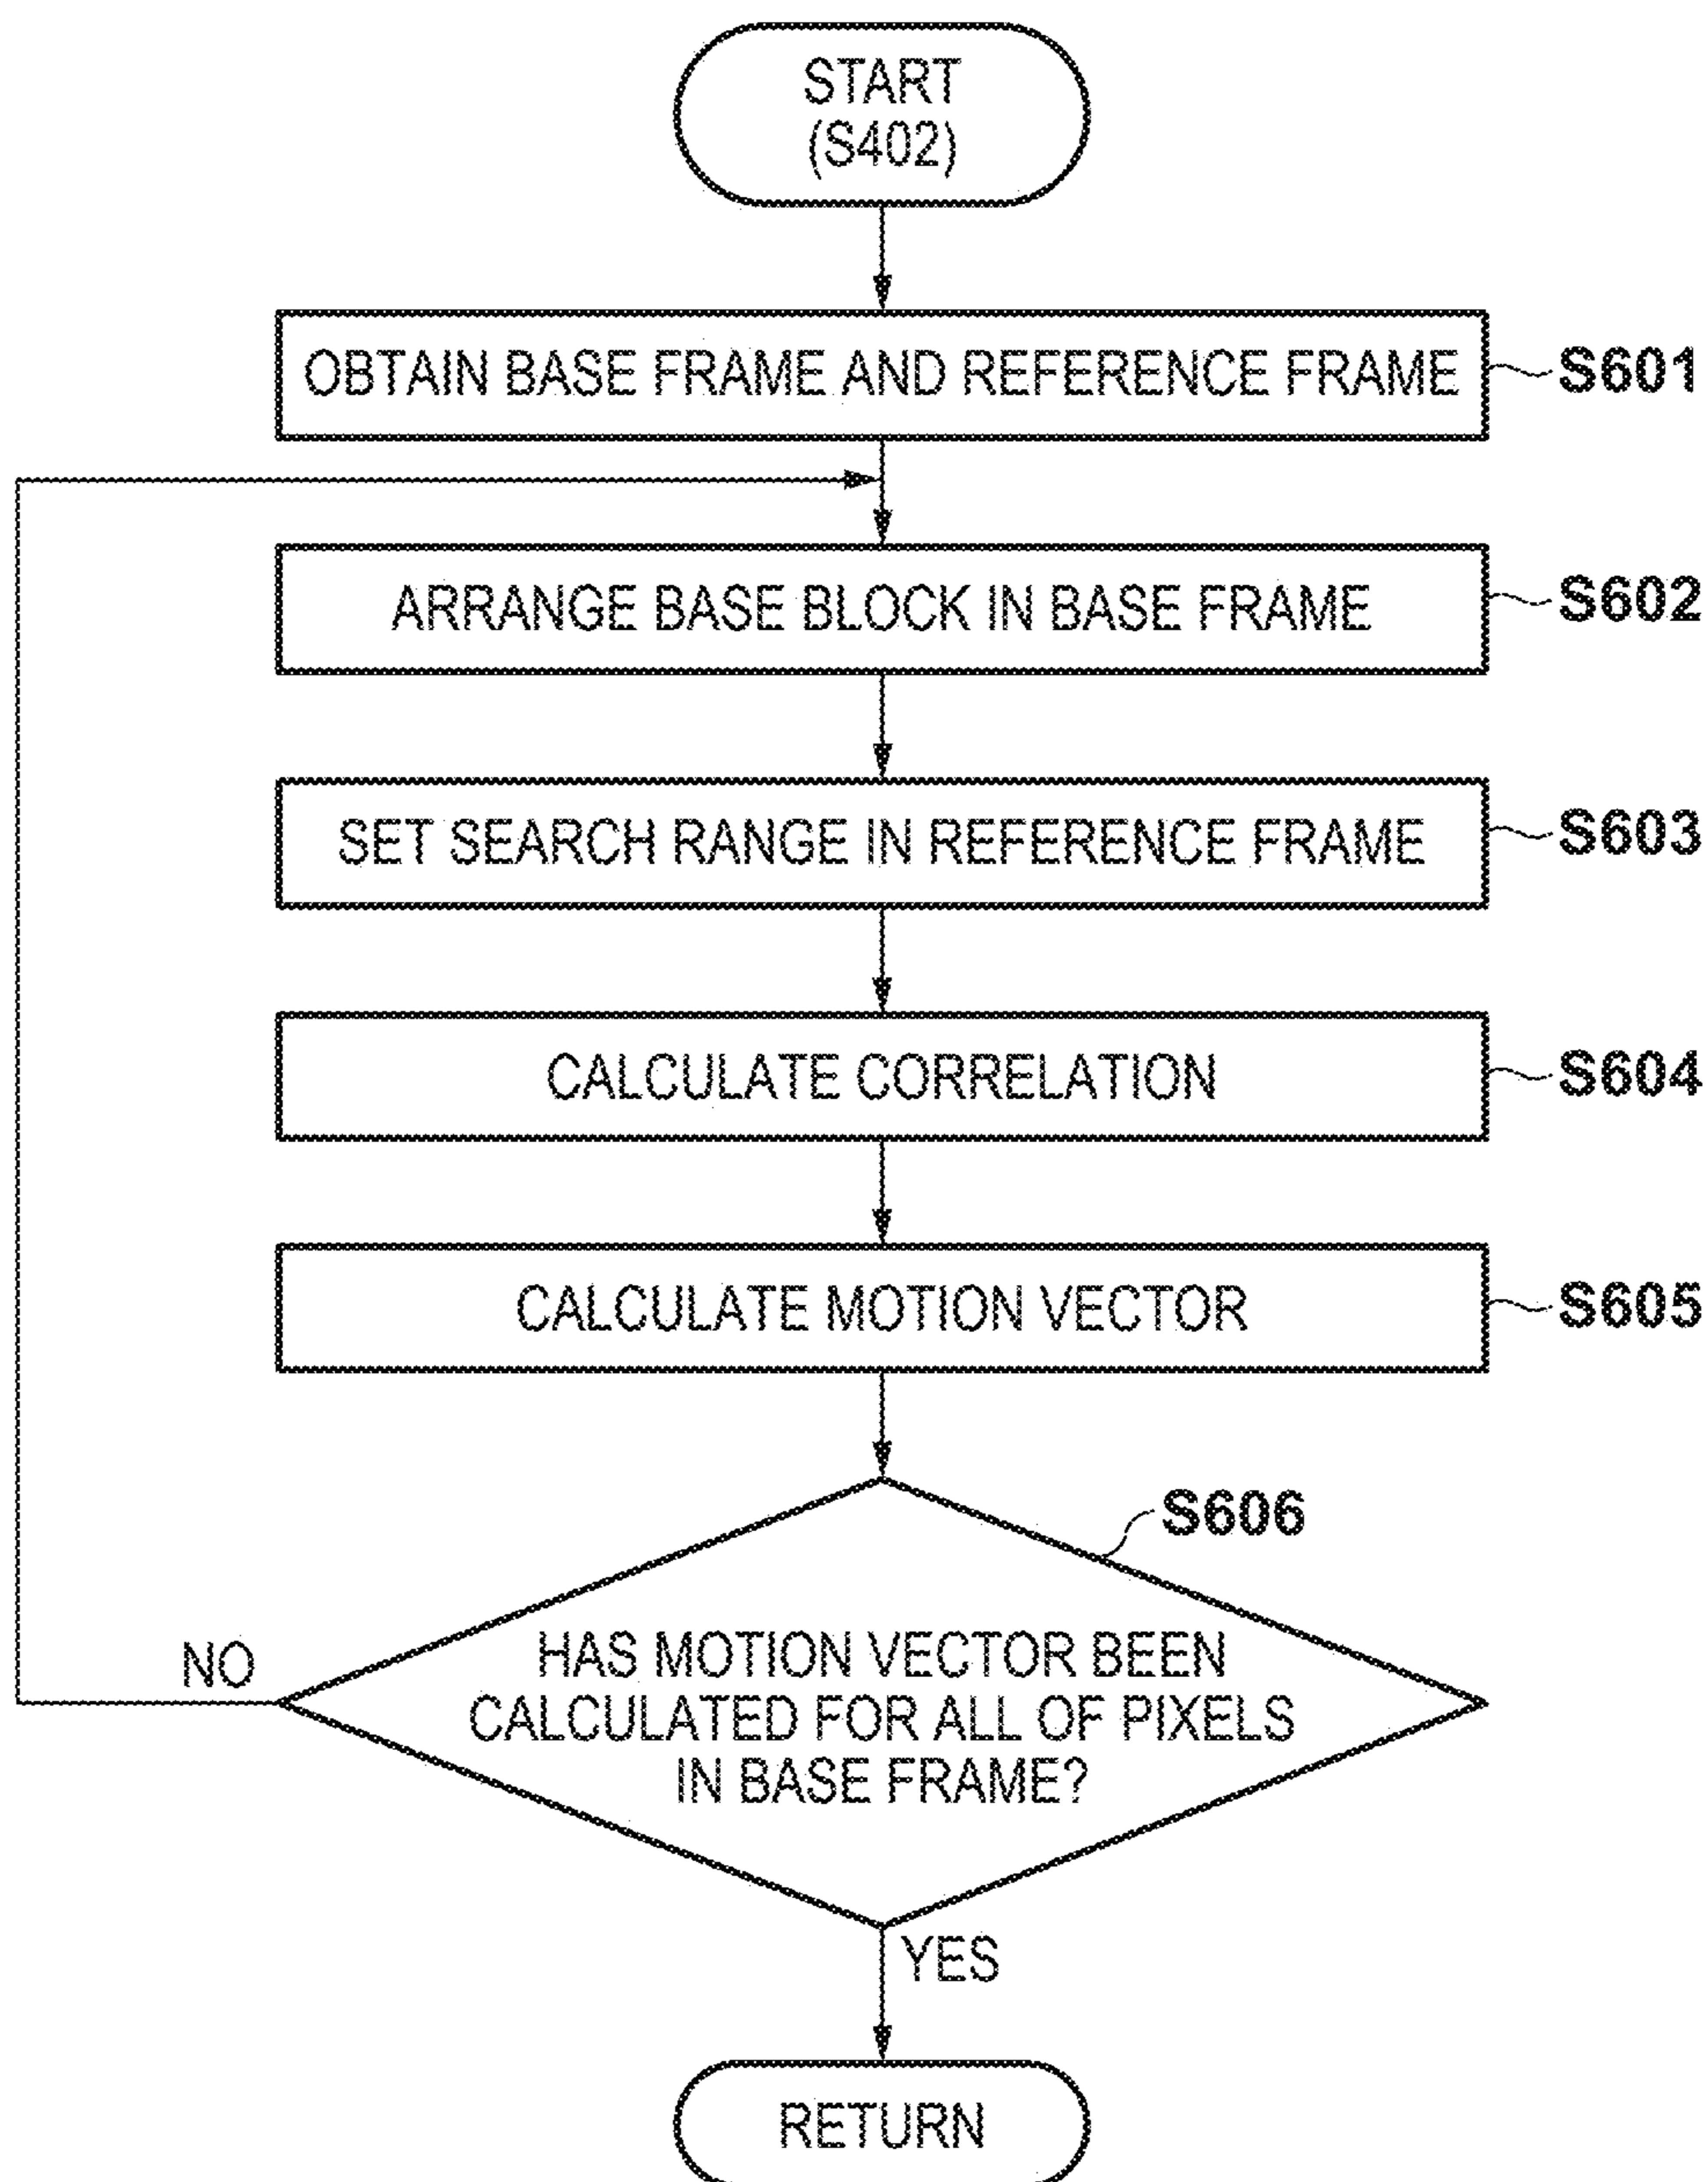 START
(S402)
OBTAIN BASE FRAME AND REFERENCE FRAME
S601
ARRANGE BASE BLOCK IN BASE FRAME
S602
SET SEARCH RANGE IN REFERENCE FRAME
S603
CALCULATE CORRELATION
S604
CALCULATE MOTION VECTOR
S605
S606
HAS MOTION VECTOR BEEN
CALCULATED FOR ALL OF PIXELS
IN BASE FRAME?
NO
YES
RETURN